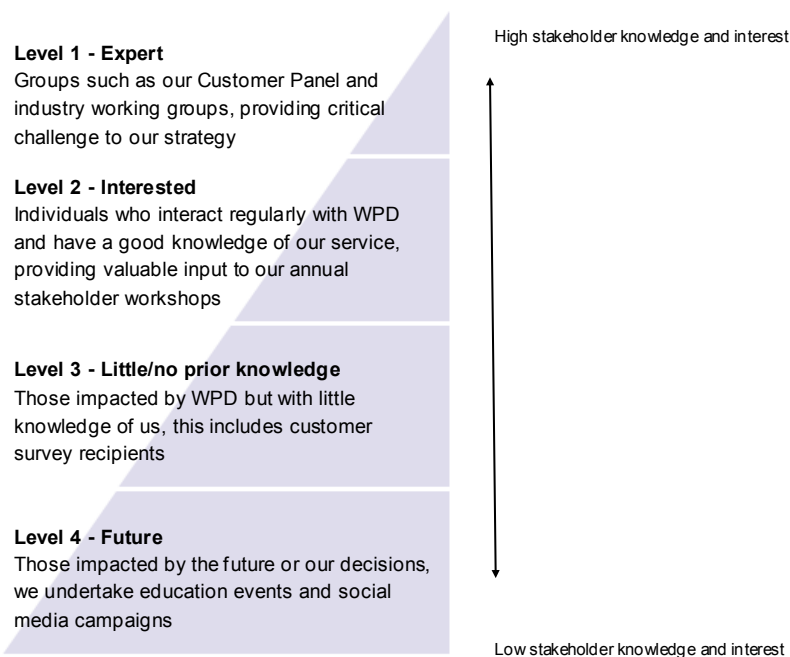 High stakeholder knowledge and interest
Level 1 - Expert
Groups such as our Customer Panel and
industry working groups, providing critical
challenge to our strategy
Level 2 - Interested
Individuals who interact regularly with WPD
and have a good knowledge of our service,
providing valuable input to our annual
stakeholder workshops
Level 3 - Little/no prior knowledge
Those impacted by WPD but with little
knowledge of us, this includes customer
survey recipients
Level 4 - Future
Those impacted by the future or our decisions,
we undertake education events and social
media campaigns
Low stakeholder knowledge and interest